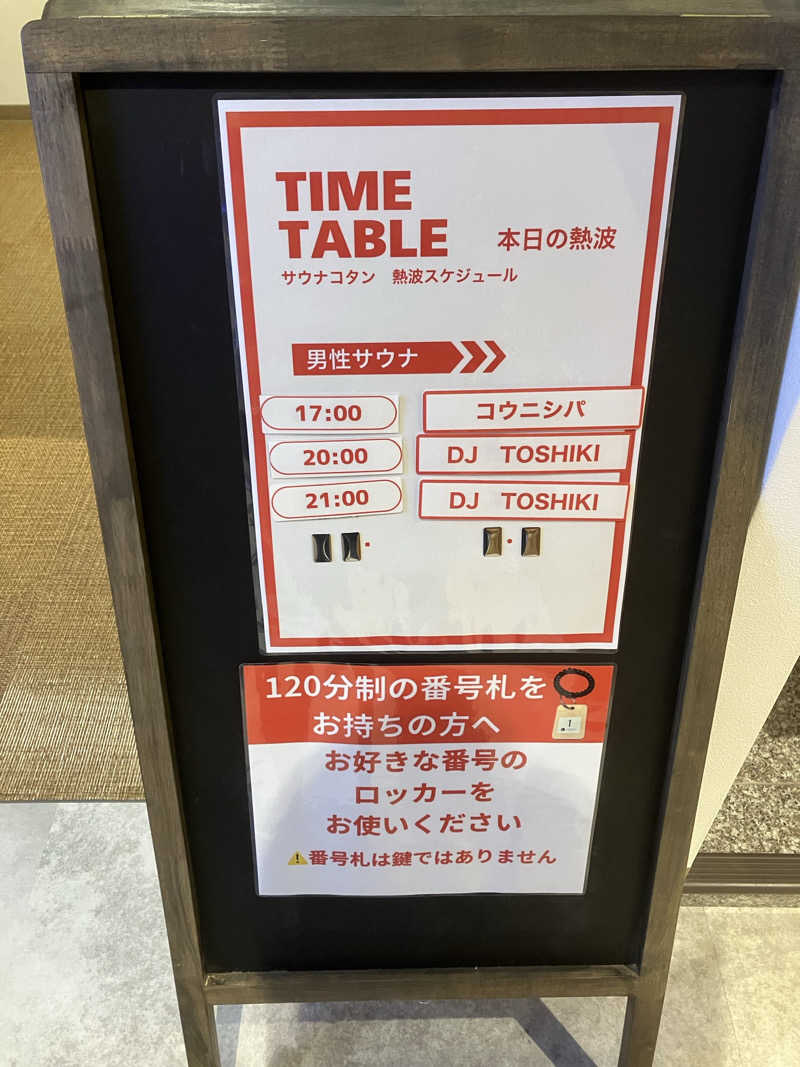 TIME
TABLE 本日の熱波
サウナコタン 熱波スケジュール
男性サウナ
17:00 コウニシパ
20:00 DJ TOSHIKI
21:00 DJ TOSHIKI
120分制の番号札を
お持ちの方へ
お好きな番号の
ロッカーを
お使いください
⚠番号札は鍵ではありません
1